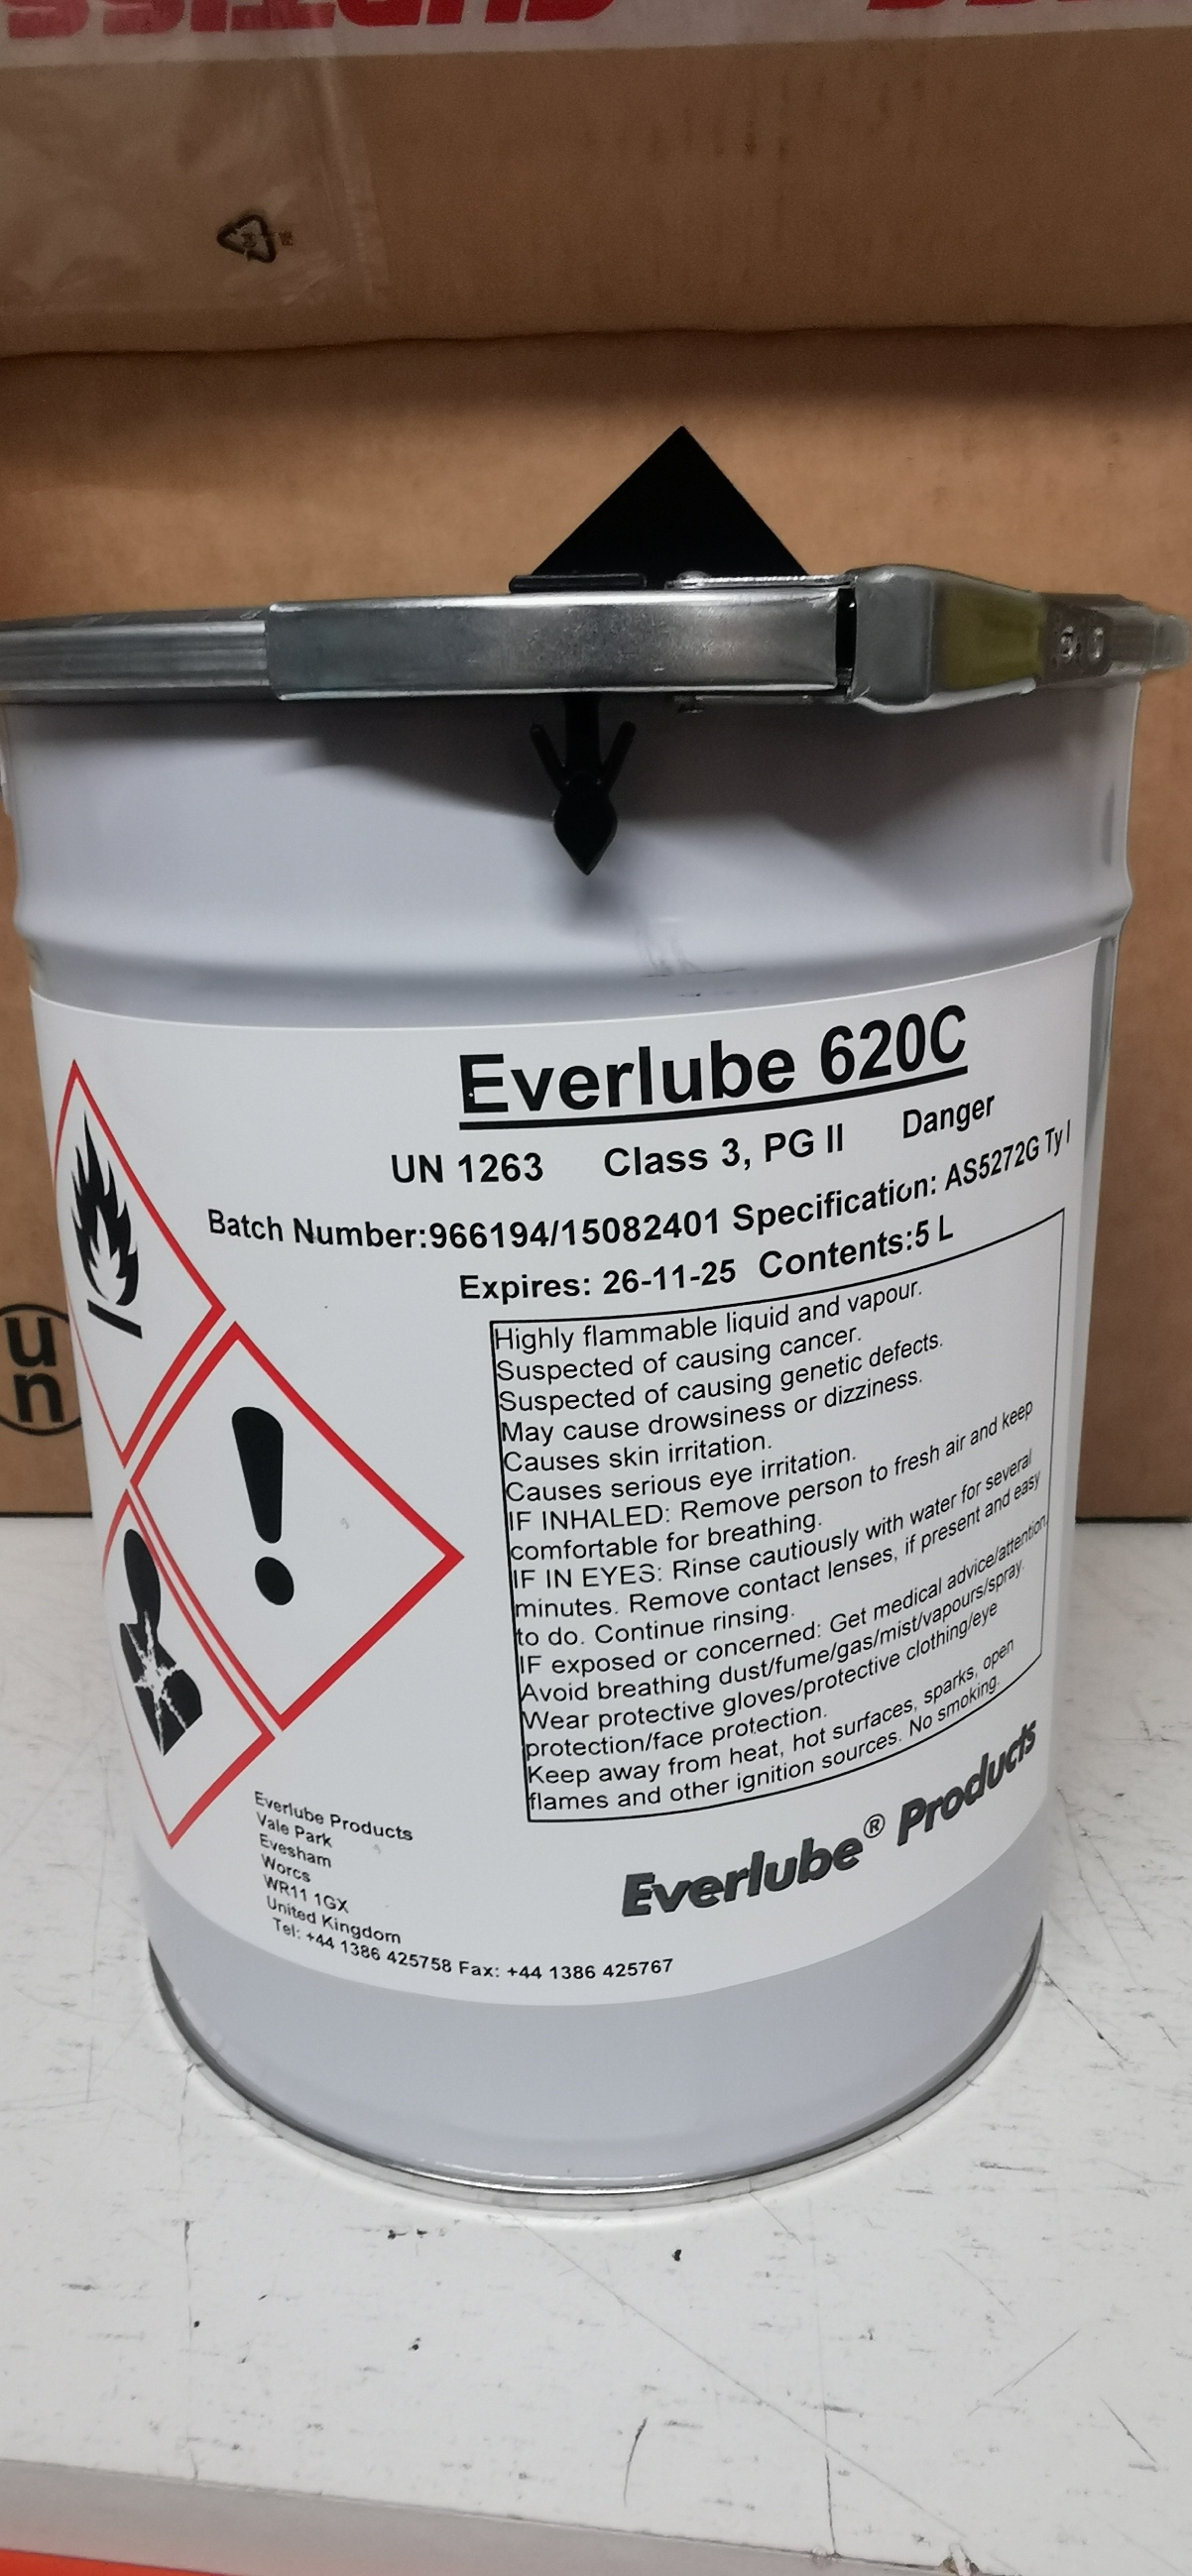 Everlube 620C
UN 1263 Class 3, PG II Danger
Batch Number:966194/15082401 Specification: AS5272G Ty I
Expires: 26-11-25 Contents:5 L
Highly flammable liquid and vapour.
Suspected of causing cancer.
Suspected of causing genetic defects.
May cause drowsiness or dizziness.
Causes skin irritation.
Causes serious eye irritation.
IF INHALED: Remove person to fresh air and keep
comfortable for breathing.
IF IN EYES: Rinse cautiously with water for several
minutes. Remove contact lenses, if present and easy
to do. Continue rinsing.
IF exposed or concerned: Get medical advice/attention.
Avoid breathing dust/fume/gas/mist/vapours/spray.
Wear protective gloves/protective clothing/eye
protection/face protection.
Keep away from heat, hot surfaces, sparks, open
flames and other ignition sources. No smoking.
Everlube® Products
Everlube Products
Vale Park
Evesham
Worcs
WR11 1GX
United Kingdom
Tel: +44 1386 425758 Fax: +44 1386 425767
u
n